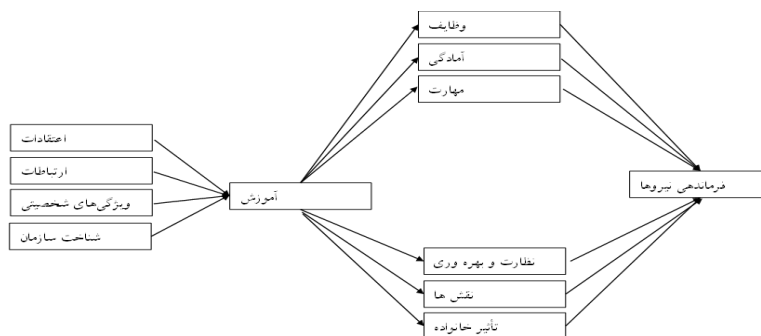 وظایف
آمادگی
مهارت
اعتقادات
ارتباطات
ویژگی‌های شخصیتی
شناخت سازمان
آموزش
فرماندهی نیروها
نظارت و بهره وری
نقش ها
تأثیر خانواده